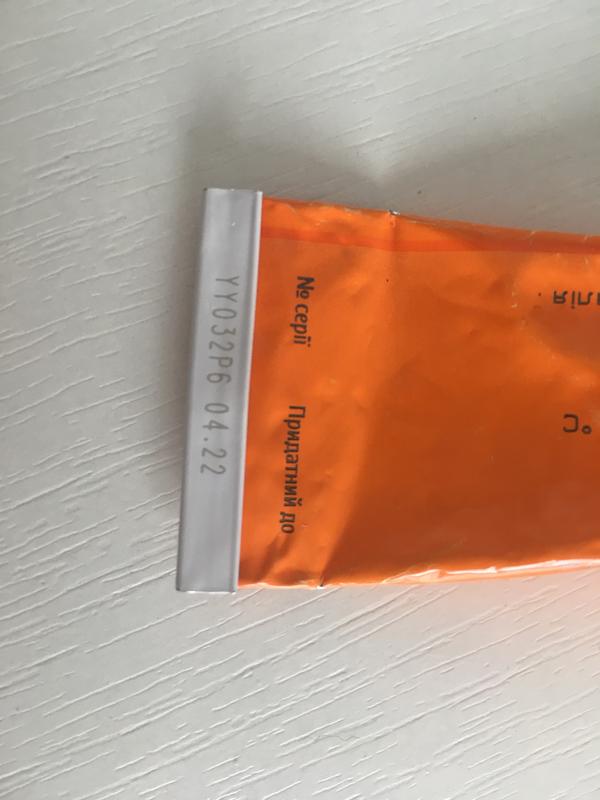 YY032P6 04.22
№ серії Придатний до
°C